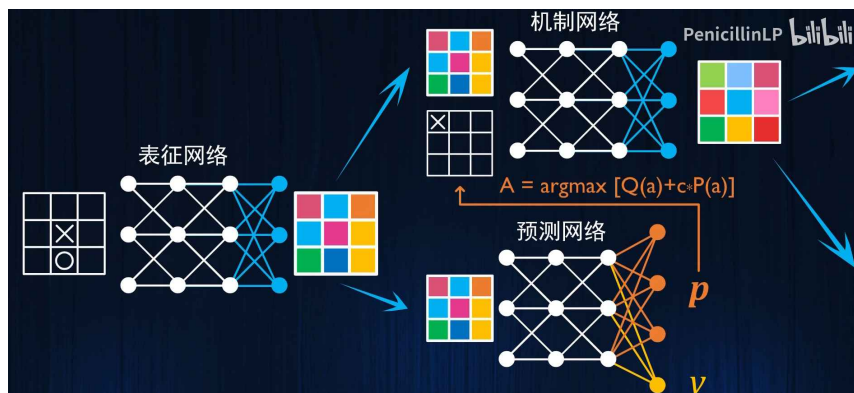 机制网络
PenicillinLP bilibili
表征网络
A = argmax [Q(a)+c*P(a)]
预测网络
p
v